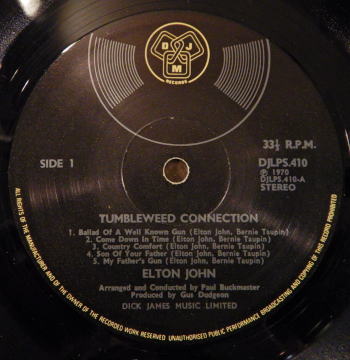 DJM
RECORDS
33⅓ R.P.M.
SIDE 1
DJLPS.410
℗ 1970
DJLPS.410-A
STEREO
TUMBLEWEED CONNECTION
1. Ballad Of A Well Known Gun (Elton John, Bernie Taupin)
2. Come Down In Time (Elton John, Bernie Taupin)
3. Country Comfort (Elton John, Bernie Taupin)
4. Son Of Your Father (Elton John, Bernie Taupin)
5. My Father's Gun (Elton John, Bernie Taupin)
ELTON JOHN
Arranged and Conducted by Paul Buckmaster
Produced by Gus Dudgeon
DICK JAMES MUSIC LIMITED
ALL RIGHTS OF THE MANUFACTURER AND OF THE OWNER OF THE RECORDED WORK RESERVED UNAUTHORISED PUBLIC PERFORMANCE BROADCASTING AND COPYING OF THIS RECORD PROHIBITED